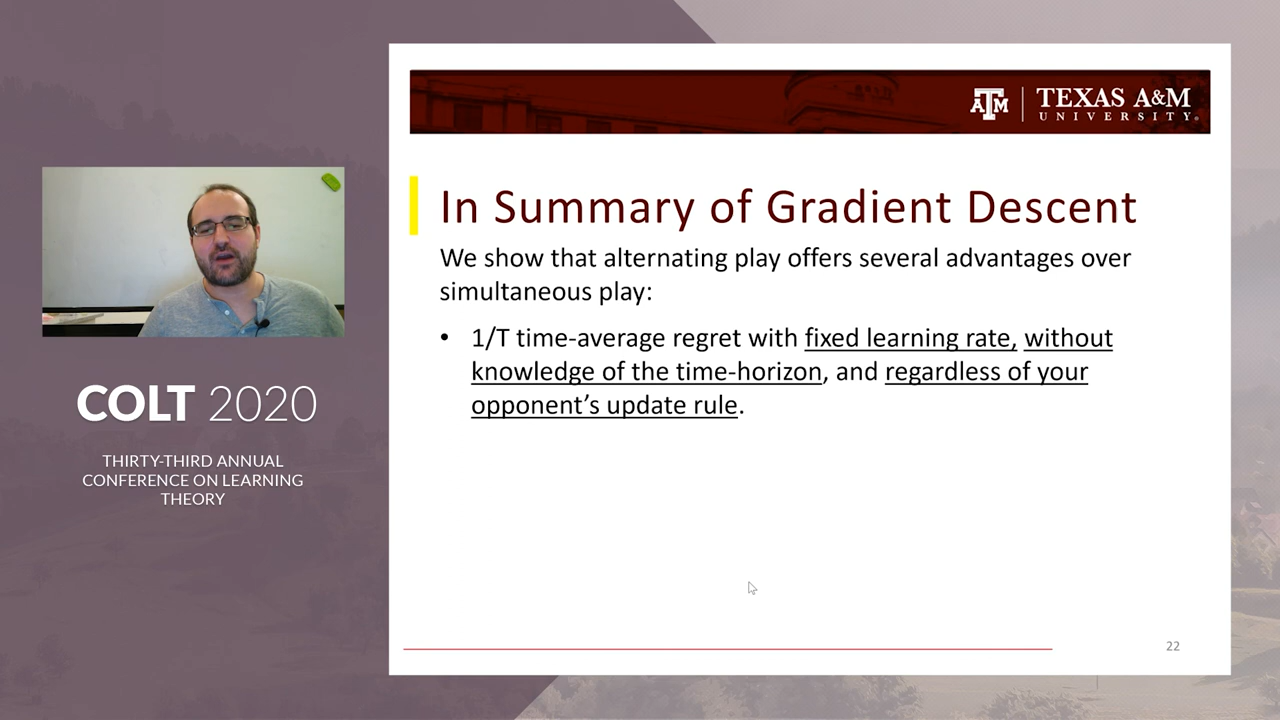 ATM | TEXAS A&M
UNIVERSITY®
In Summary of Gradient Descent
We show that alternating play offers several advantages over
simultaneous play:
• 1/T time-average regret with fixed learning rate, without
knowledge of the time-horizon, and regardless of your
opponent's update rule.
22
COLT 2020
THIRTY-THIRD ANNUAL
CONFERENCE ON LEARNING
THEORY